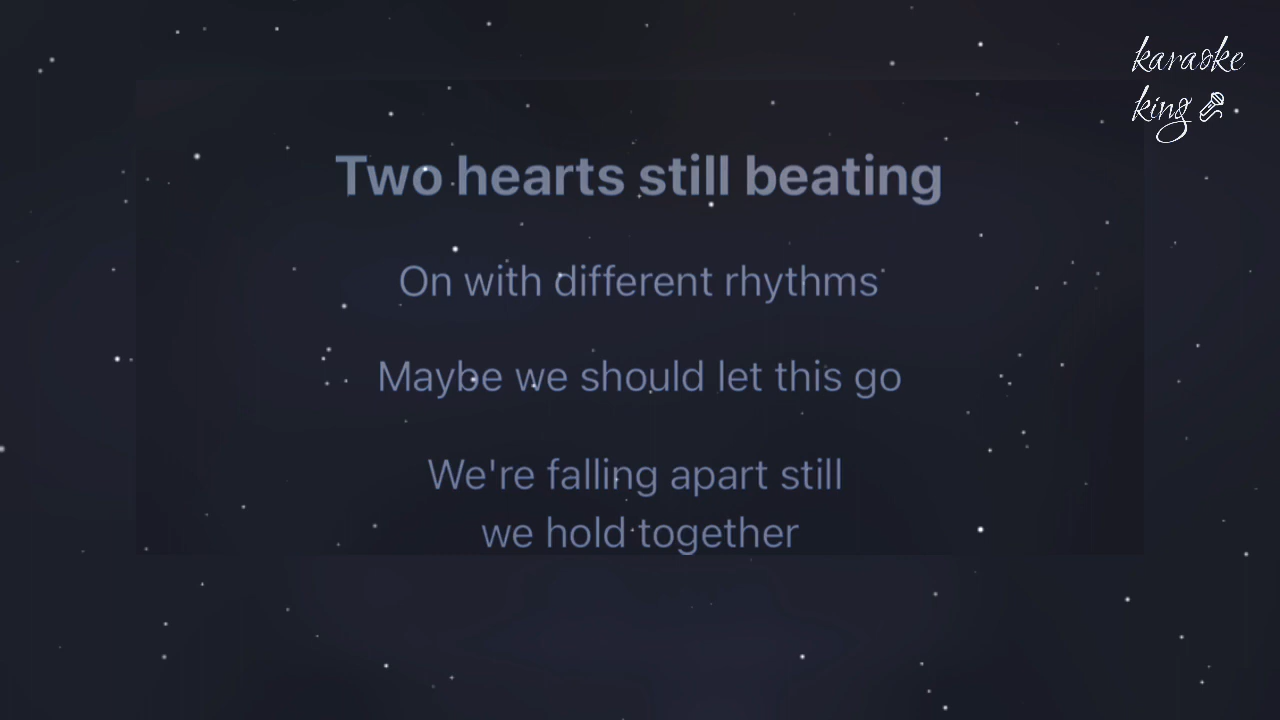 karaoke
king
Two hearts still beating
On with different rhythms
Maybe we should let this go
We're falling apart still
we hold together